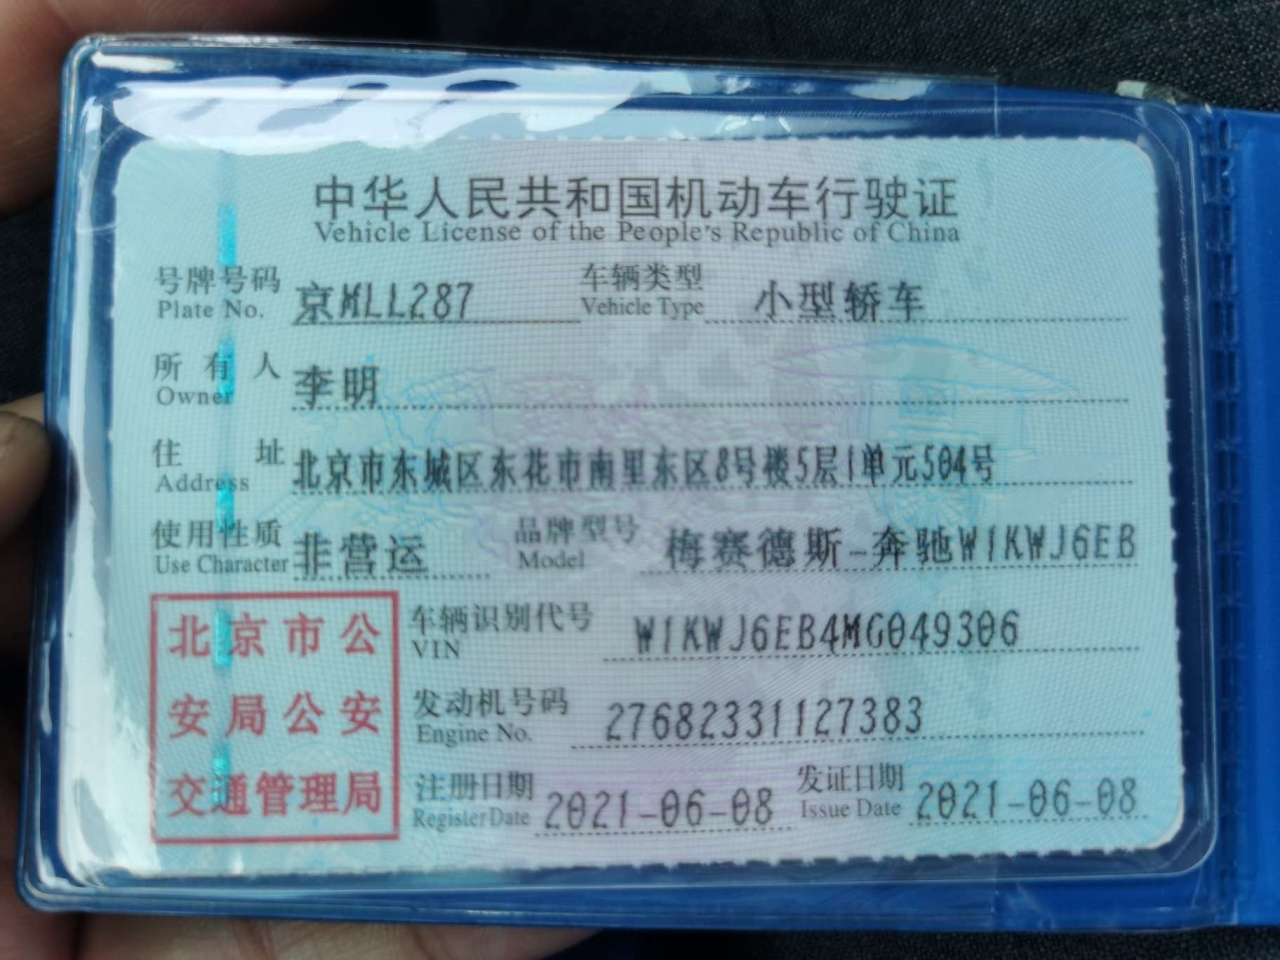 中华人民共和国机动车行驶证
Vehicle License of the People's Republic of China
号牌号码 京MLL287 车辆类型 小型轿车
Plate No. Vehicle Type
所有人 李明
Owner
住址 北京市东城区东花市南里东区8号楼5层1单元504号
Address
使用性质 非营运 品牌型号 梅赛德斯-奔驰W1KWJ6EB
Use Character Model
北京市公
安局公安
交通管理局
车辆识别代号 W1KWJ6EB4MG049306
VIN
发动机号码 27682331127383
Engine No.
注册日期 2021-06-08 发证日期 2021-06-08
Register Date Issue Date